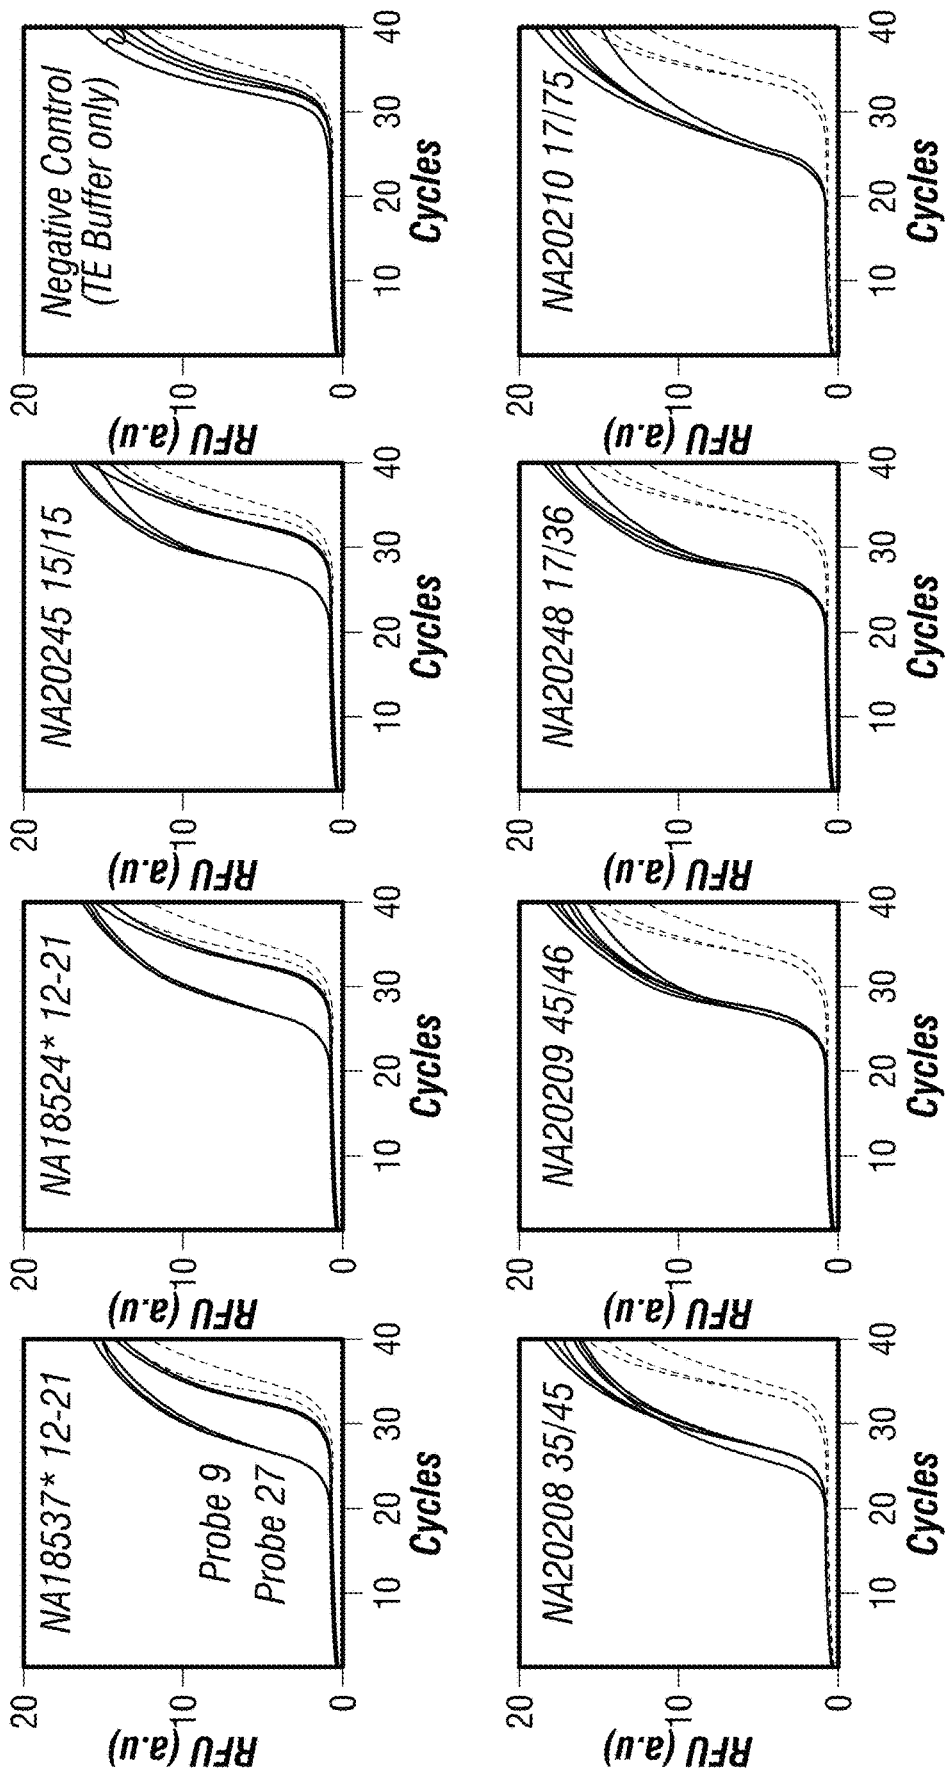 NA18537* 12-21
20
10
0
RFU (a.u)
Probe 9
Probe 27
10 20 30 40
Cycles
NA18524* 12-21
20
10
0
RFU (a.u)
10 20 30 40
Cycles
NA20245 15/15
20
10
0
RFU (a.u)
10 20 30 40
Cycles
Negative Control
(TE Buffer only)
20
10
0
RFU (a.u)
10 20 30 40
Cycles
NA20208 35/45
20
10
0
RFU (a.u)
10 20 30 40
Cycles
NA20209 45/46
20
10
0
RFU (a.u)
10 20 30 40
Cycles
NA20248 17/36
20
10
0
RFU (a.u)
10 20 30 40
Cycles
NA20210 17/75
20
10
0
RFU (a.u)
10 20 30 40
Cycles